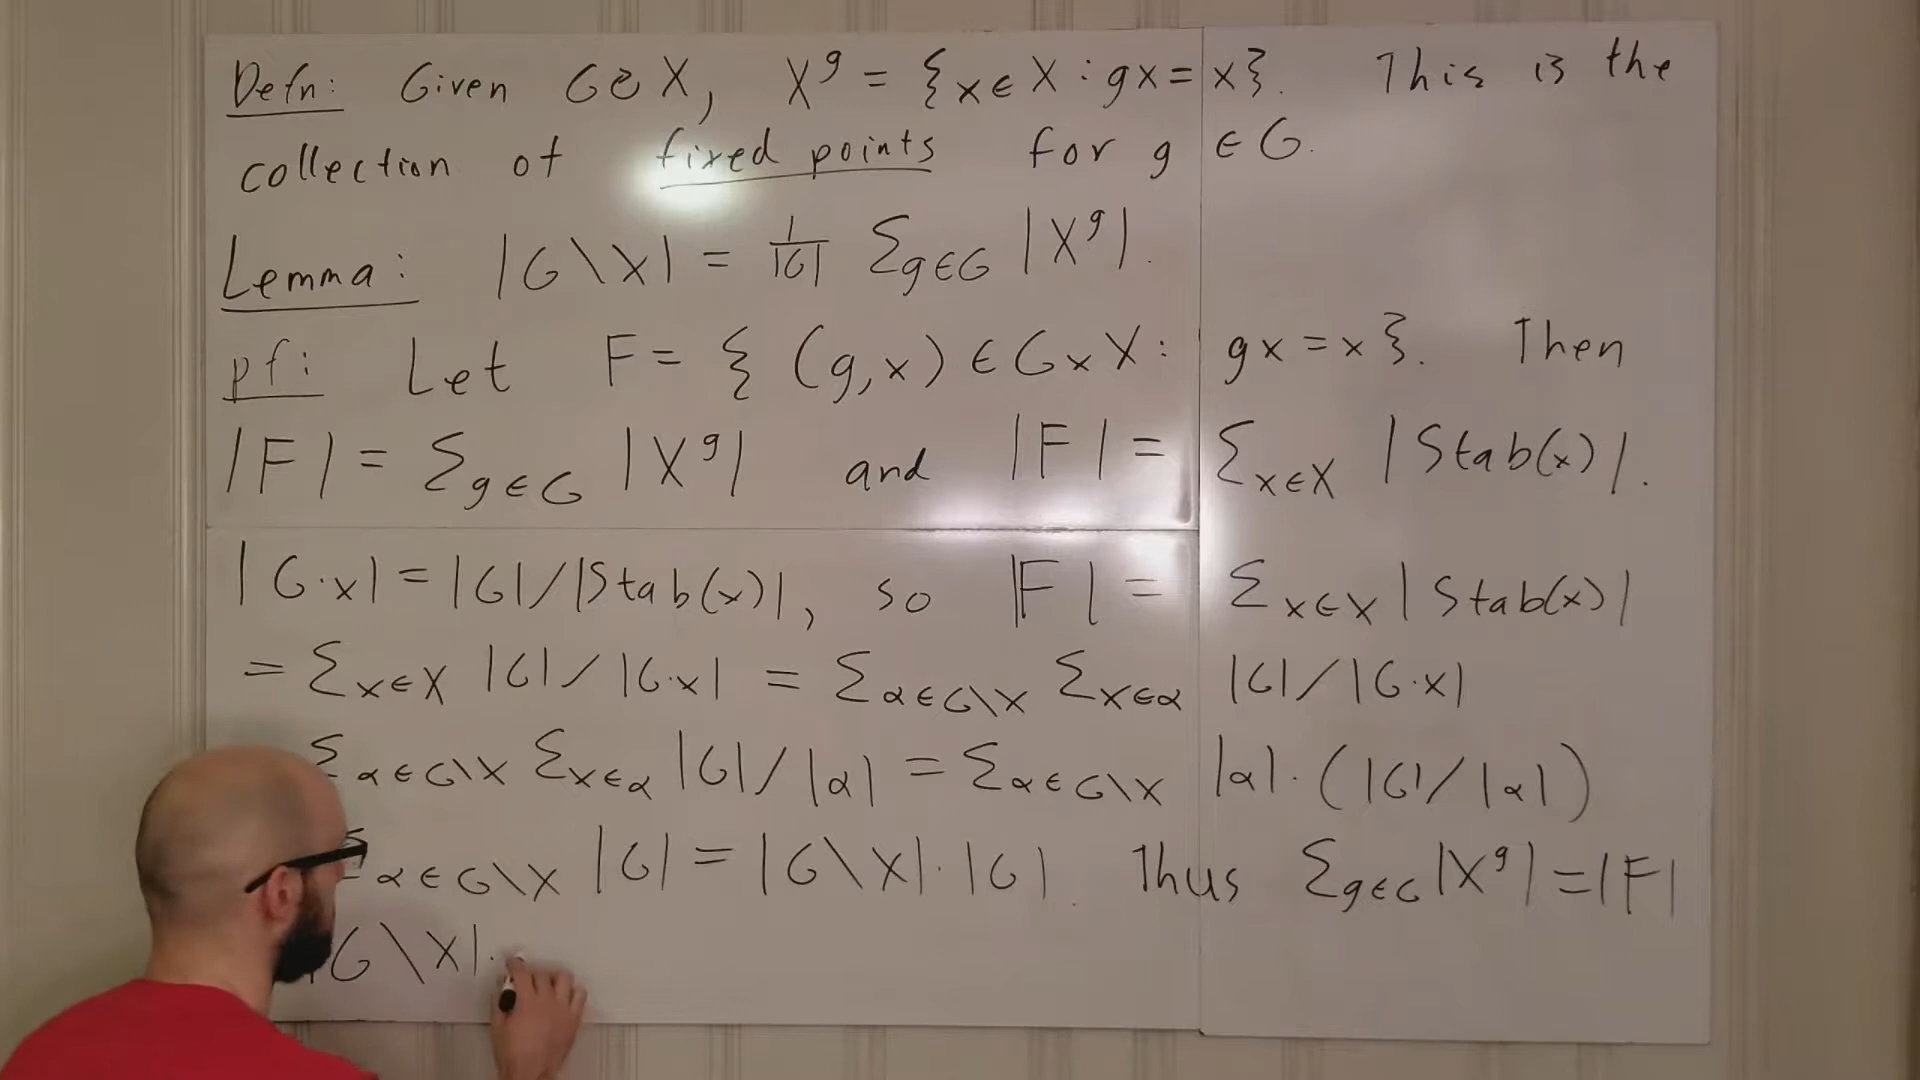 Defn: Given G↻X, X^g = {x∈X : gx = x}. This is the
collection of fixed points for g ∈ G.
Lemma: |G\X| = 1/|G| Σ_{g∈G} |X^g|.
pf: Let F = { (g,x) ∈ G×X : gx = x }. Then
|F| = Σ_{g∈G} |X^g| and |F| = Σ_{x∈X} |Stab(x)|.
|G·x| = |G|/|Stab(x)|, so |F| = Σ_{x∈X} |Stab(x)|
= Σ_{x∈X} |G|/|G·x| = Σ_{α∈G\X} Σ_{x∈α} |G|/|G·x|
Σ_{α∈G\X} Σ_{x∈α} |G|/|α| = Σ_{α∈G\X} |α|·(|G|/|α|)
Σ_{α∈G\X} |G| = |G\X|·|G|. Thus Σ_{g∈G} |X^g| = |F|
|G\X|·